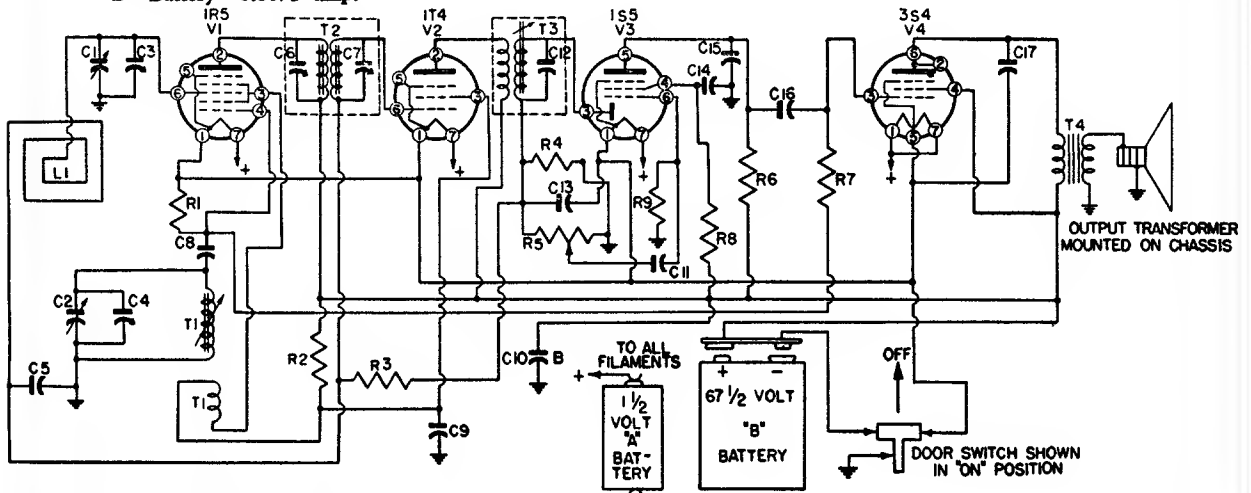 1R5
V1
T2
1T4
V2
T3
1S5
V3
3S4
V4
C1
C3
C6
C7
C12
C15
C14
C17
C16
T4
L1
R1
R4
C13
R5
R9
R6
R7
R8
C11
C8
C2
C4
T1
C5
R2
R3
T1
C9
C10
B
OUTPUT TRANSFORMER
MOUNTED ON CHASSIS
TO ALL
FILAMENTS
+
1 1/2
VOLT
"A"
BAT-
TERY
+ -
67 1/2 VOLT
"B"
BATTERY
OFF
DOOR SWITCH SHOWN
IN "ON" POSITION